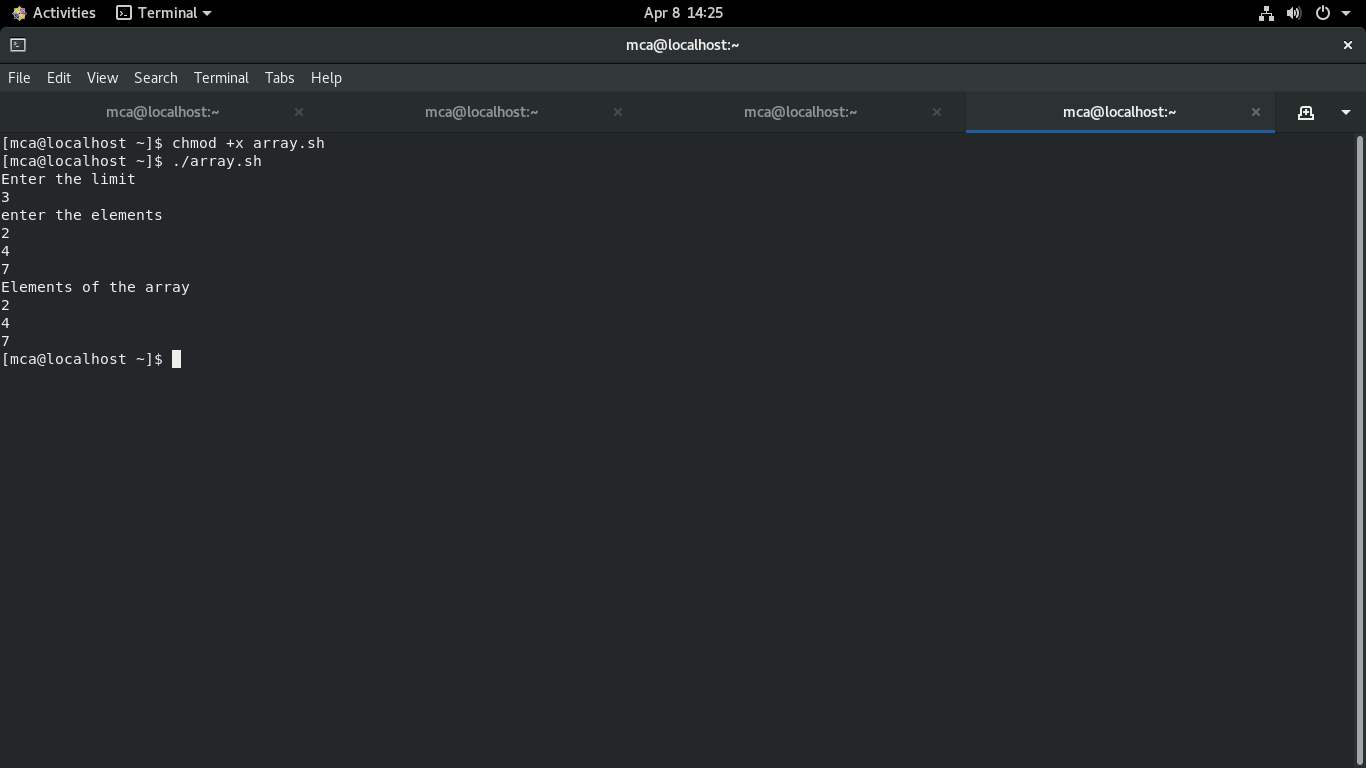 Activities Terminal Apr 8 14:25
mca@localhost:~
File Edit View Search Terminal Tabs Help
mca@localhost:~ mca@localhost:~ mca@localhost:~ mca@localhost:~
[mca@localhost ~]$ chmod +x array.sh
[mca@localhost ~]$ ./array.sh
Enter the limit
3
enter the elements
2
4
7
Elements of the array
2
4
7
[mca@localhost ~]$